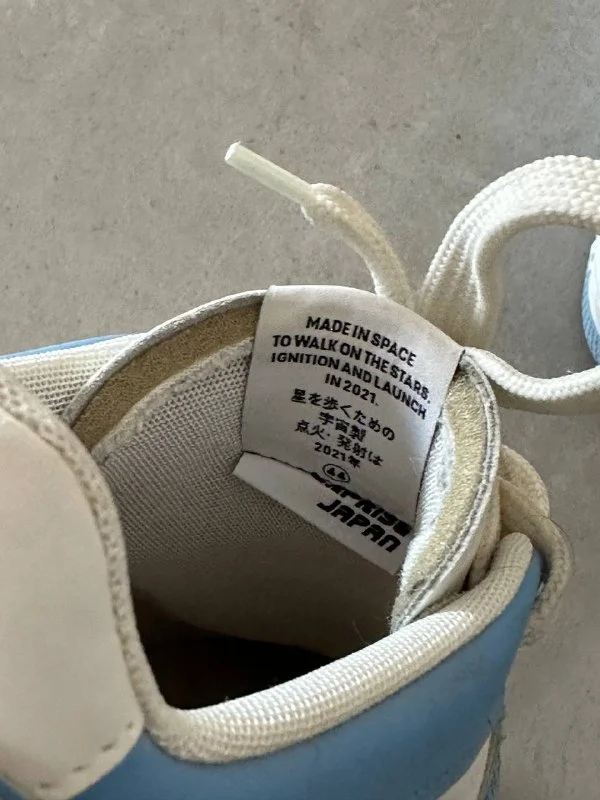 MADE IN SPACE
TO WALK ON THE STARS.
IGNITION AND LAUNCH
IN 2021.
星を歩くための
宇宙製
点火・発射は
2021年
JAPAN